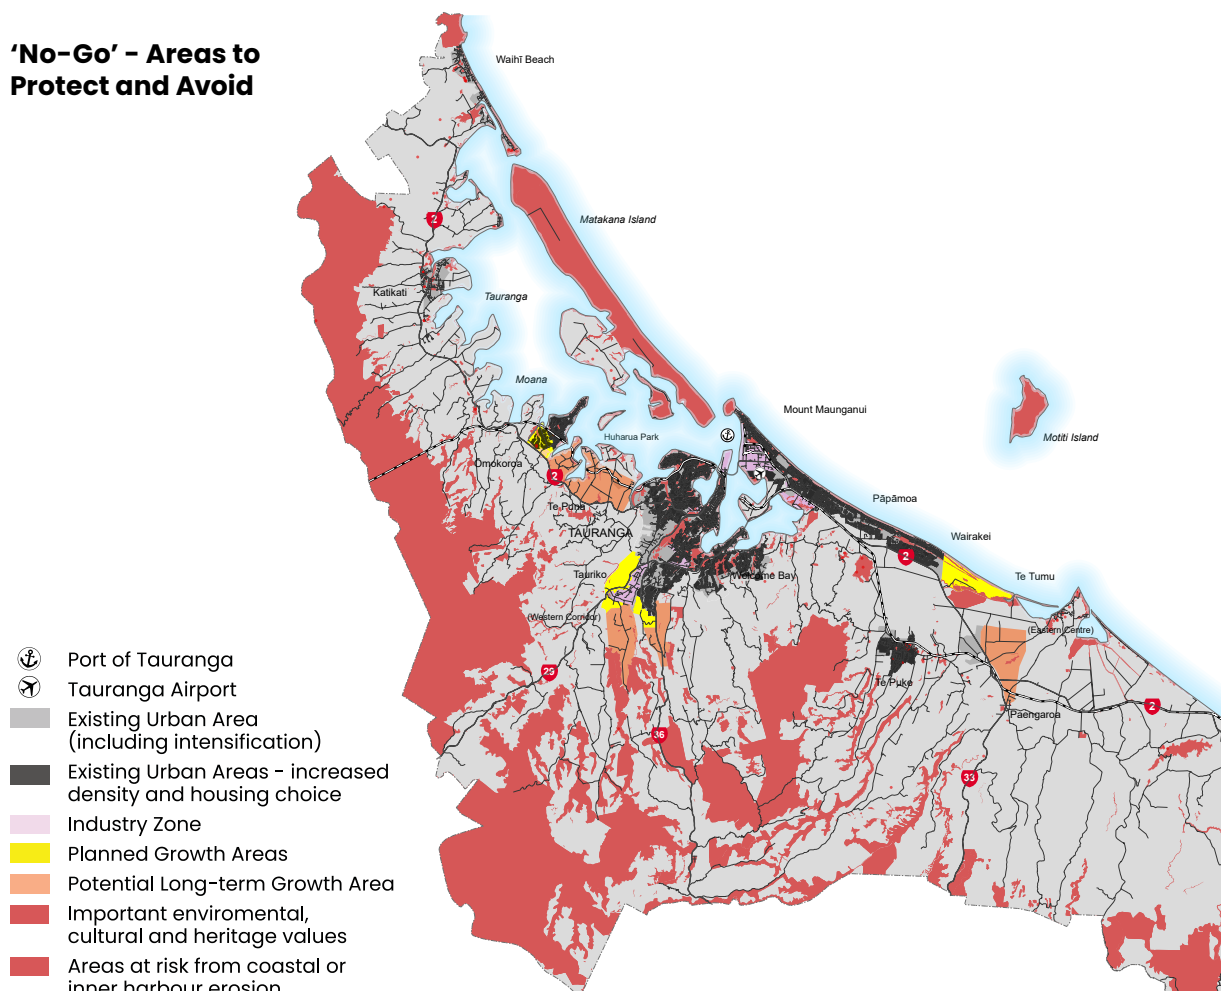 ‘No-Go’ - Areas to
Protect and Avoid
Waihī Beach
2
Matakana Island
Katikati
Tauranga
Moana
Mount Maunganui
Motiti Island
Huharua Park
Ōmokoroa
2
Te Puna
Pāpāmoa
TAURANGA
Wairakei
2
Tauriko
Welcome Bay
Te Tumu
(Western Corridor)
(Eastern Centre)
29
Te Puke
Paengaroa
2
36
33
Port of Tauranga
Tauranga Airport
Existing Urban Area
(including intensification)
Existing Urban Areas - increased
density and housing choice
Industry Zone
Planned Growth Areas
Potential Long-term Growth Area
Important enviromental,
cultural and heritage values
Areas at risk from coastal or
inner harbour erosion